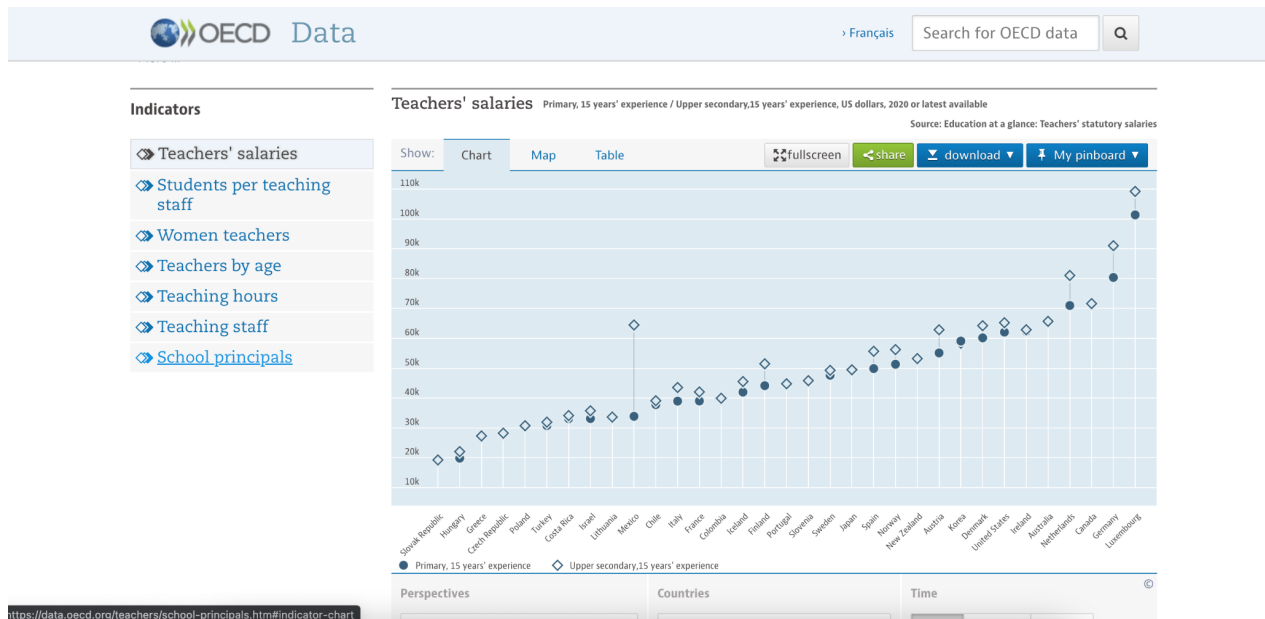 OECD Data
› Français
Search for OECD data
Indicators
Teachers' salaries
Students per teaching
staff
Women teachers
Teachers by age
Teaching hours
Teaching staff
School principals
Teachers' salaries Primary, 15 years' experience / Upper secondary,15 years' experience, US dollars, 2020 or latest available
Source: Education at a glance: Teachers' statutory salaries
Show: Chart Map Table fullscreen share download ▼ My pinboard ▼
110k
100k
90k
80k
70k
60k
50k
40k
30k
20k
10k
Slovak Republic
Hungary
Greece
Czech Republic
Poland
Turkey
Costa Rica
Israel
Lithuania
Mexico
Chile
Italy
France
Colombia
Iceland
Finland
Portugal
Slovenia
Sweden
Japan
Spain
Norway
New Zealand
Austria
Korea
Denmark
United States
Ireland
Australia
Netherlands
Canada
Germany
Luxembourg
Primary, 15 years' experience Upper secondary,15 years' experience
©
Perspectives Countries Time
https://data.oecd.org/teachers/school-principals.htm#indicator-chart